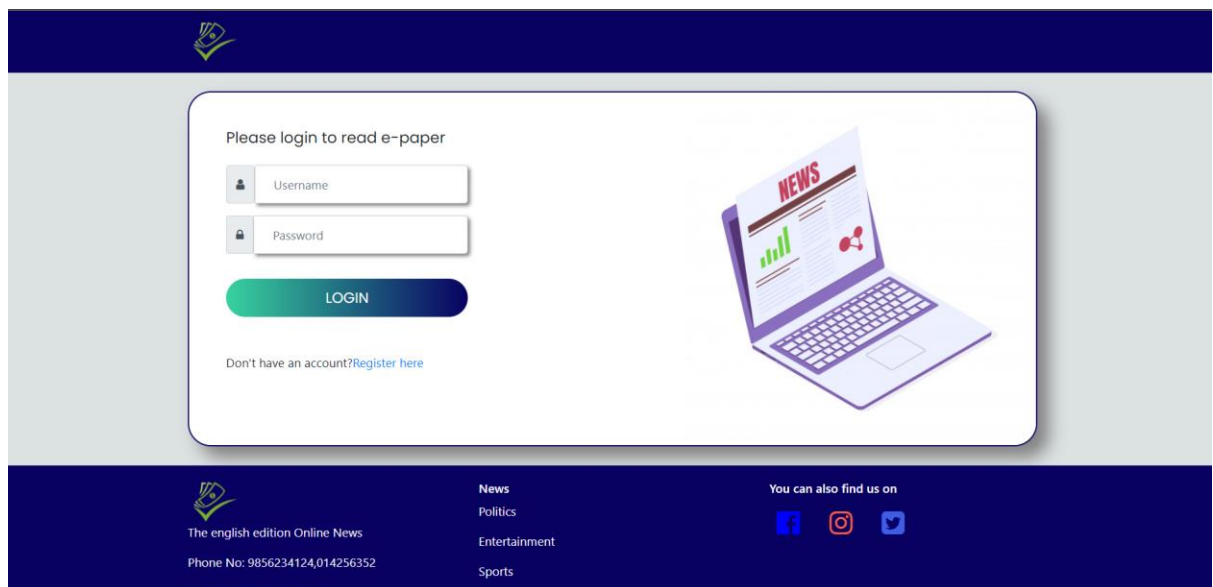 Please login to read e-paper
Username
Password
LOGIN
Don't have an account?Register here
NEWS
The english edition Online News
Phone No: 9856234124,014256352
News
Politics
Entertainment
Sports
You can also find us on